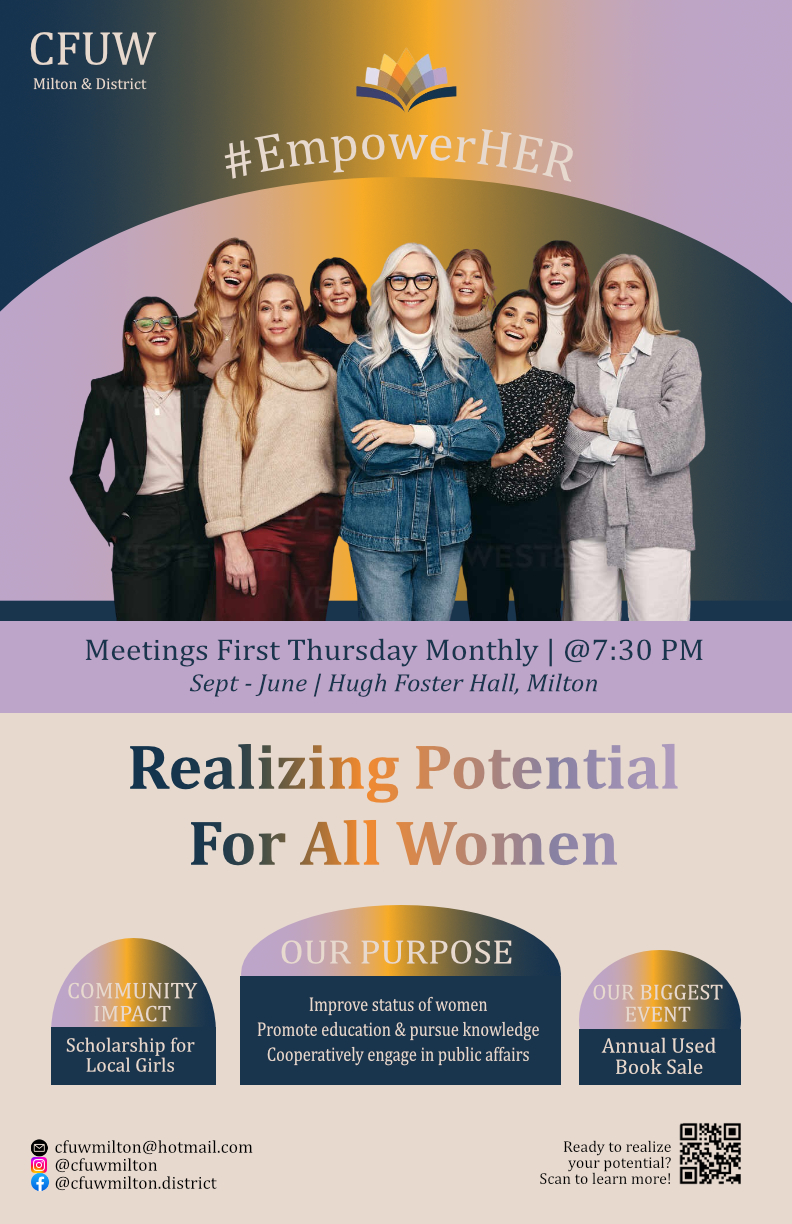 CFUW
Milton & District
#EmpowerHER
Meetings First Thursday Monthly | @7:30 PM
Sept - June | Hugh Foster Hall, Milton
Realizing Potential
For All Women
COMMUNITY
IMPACT
Scholarship for
Local Girls
OUR PURPOSE
Improve status of women
Promote education & pursue knowledge
Cooperatively engage in public affairs
OUR BIGGEST
EVENT
Annual Used
Book Sale
cfuwmilton@hotmail.com
@cfuwmilton
@cfuwmilton.district
Ready to realize
your potential?
Scan to learn more!